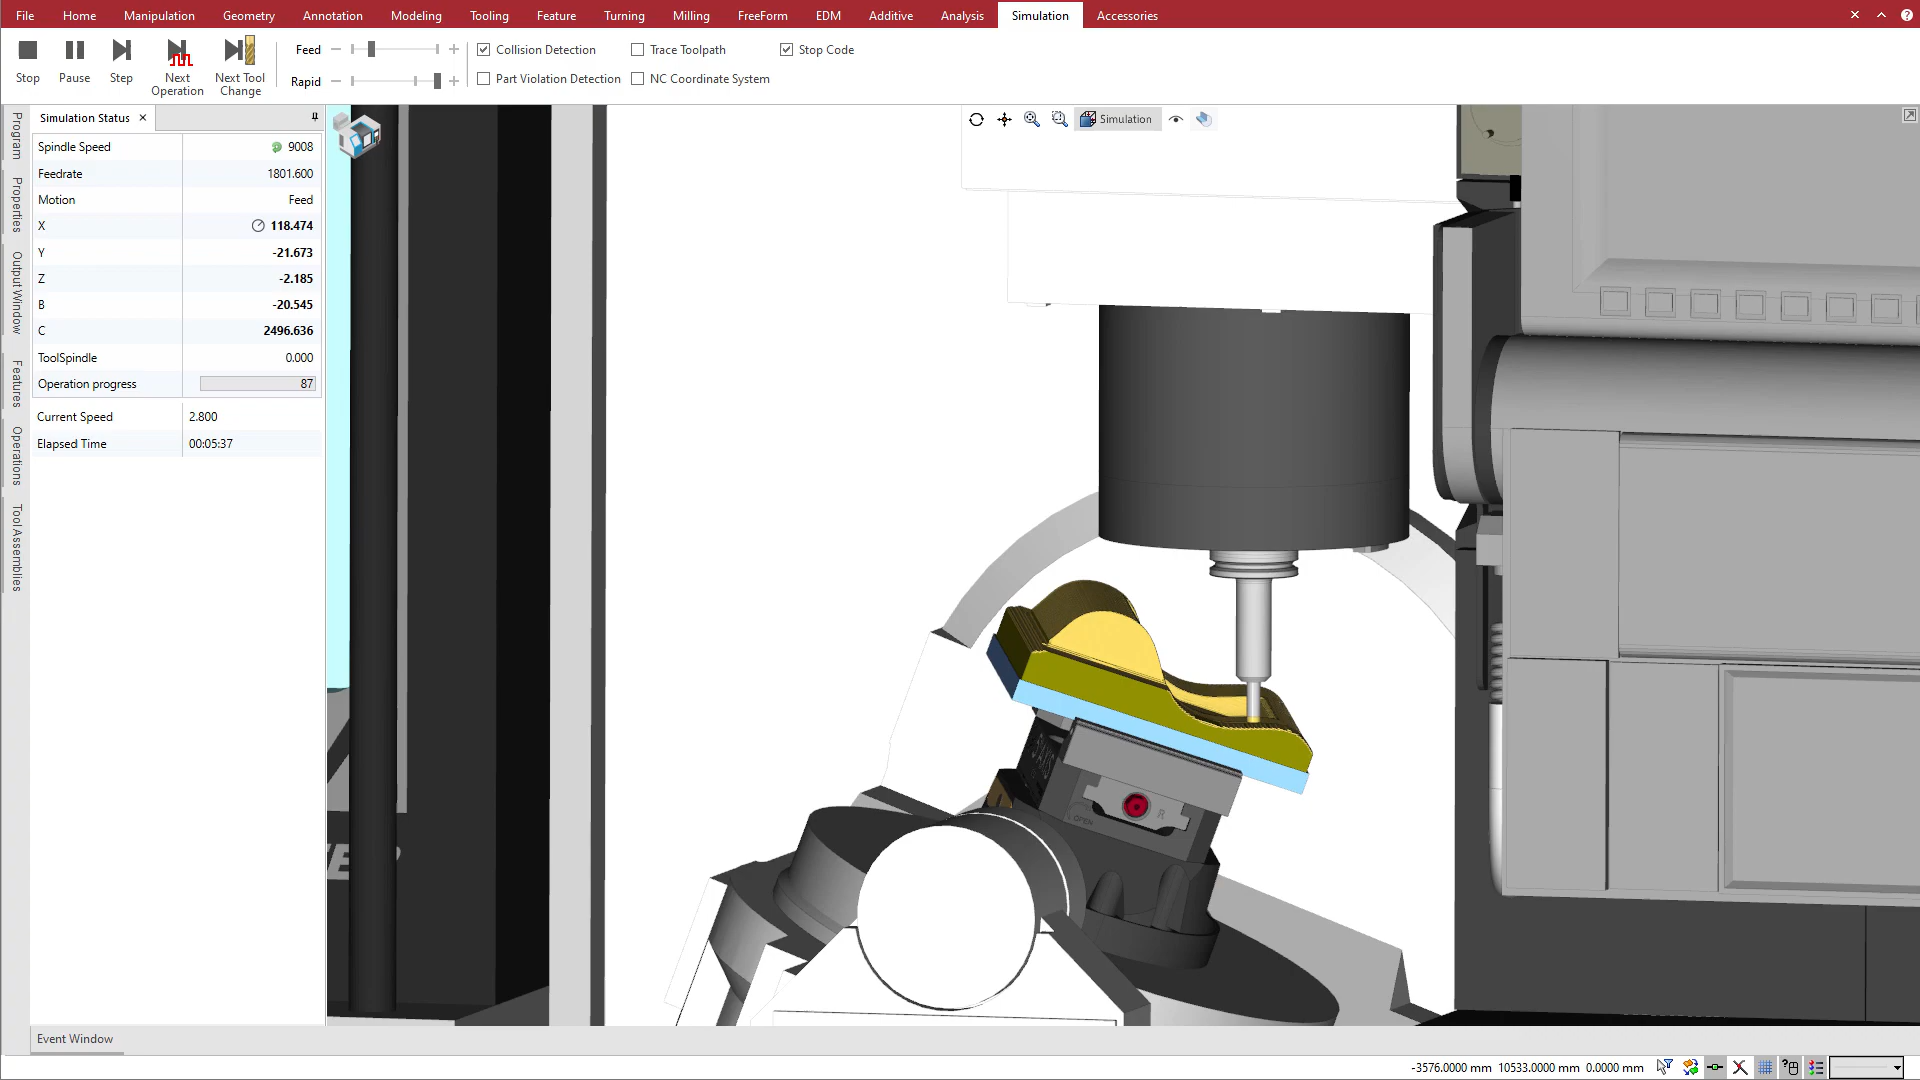 File Home Manipulation Geometry Annotation Modeling Tooling Feature Turning Milling FreeForm EDM Additive Analysis Simulation Accessories
Stop Pause Step Next Operation Next Tool Change
Feed
Rapid
Collision Detection Trace Toolpath Stop Code
Part Violation Detection NC Coordinate System
Simulation Status
Simulation
Program
Properties
Output Window
Features
Operations
Tool Assemblies
Spindle Speed 9008
Feedrate 1801.600
Motion Feed
X 118.474
Y -21.673
Z -2.185
B -20.545
C 2496.636
ToolSpindle 0.000
Operation progress 87
Current Speed 2.800
Elapsed Time 00:05:37
OPEN
R
Event Window
-3576.0000 mm 10533.0000 mm 0.0000 mm